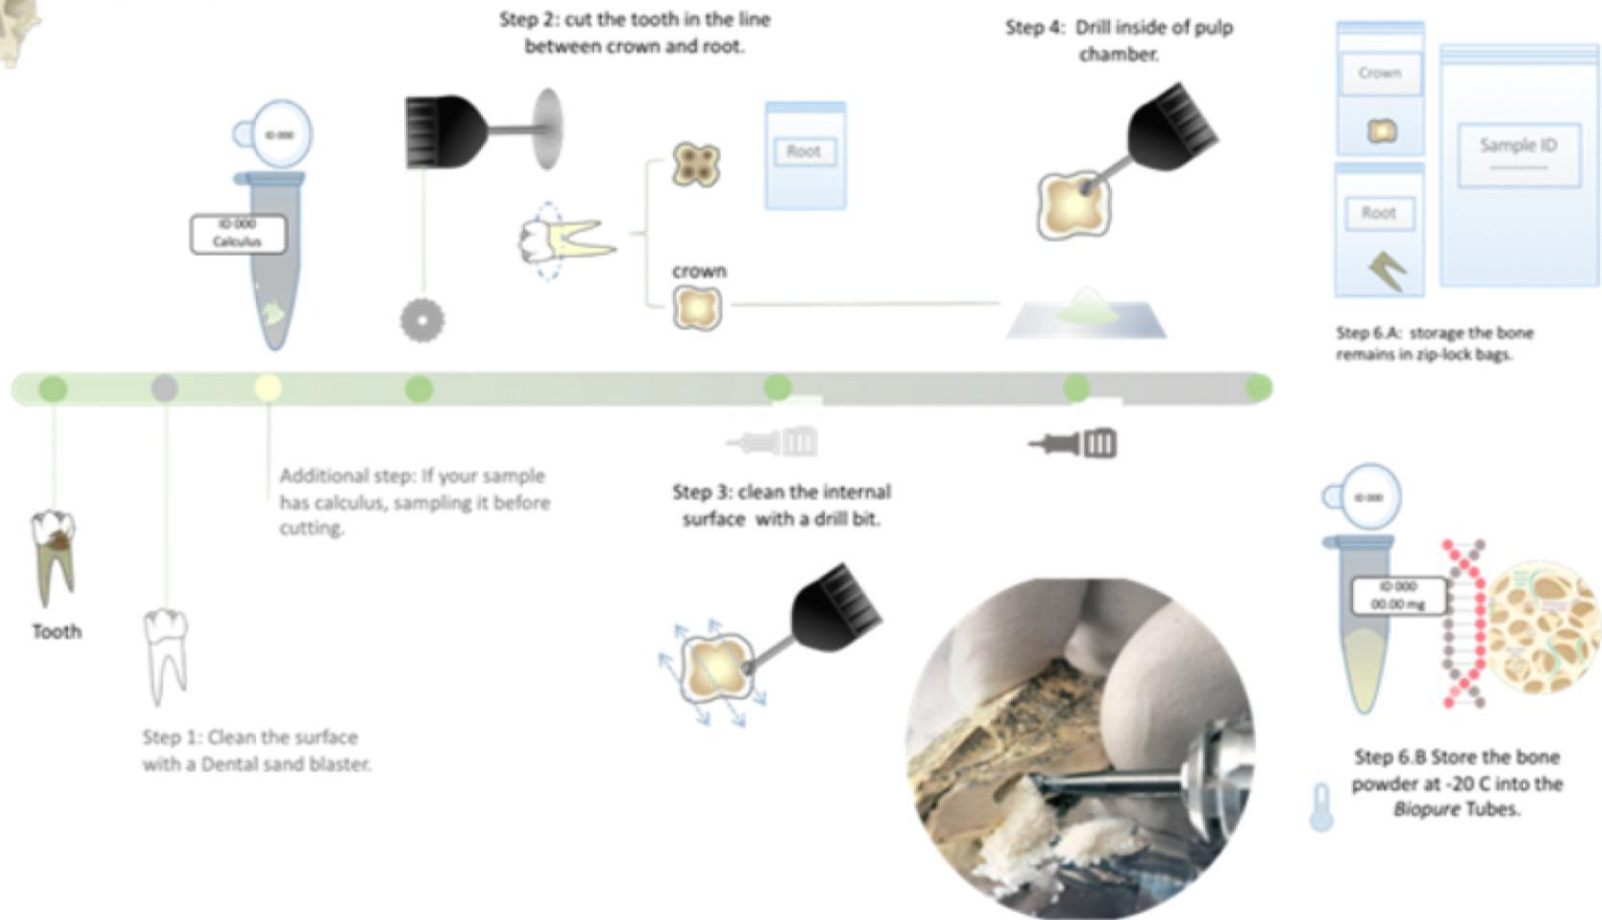 Step 2: cut the tooth in the line
between crown and root.
Step 4: Drill inside of pulp
chamber.
Crown
Sample ID
Root
ID 000
Root
ID 000
Calculus
crown
Step 6.A: storage the bone
remains in zip-lock bags.
Additional step: If your sample
has calculus, sampling it before
cutting.
Step 3: clean the internal
surface with a drill bit.
ID 000
ID 000
00.00 mg
Tooth
Step 1: Clean the surface
with a Dental sand blaster.
Step 6.B Store the bone
powder at -20 C into the
Biopure Tubes.